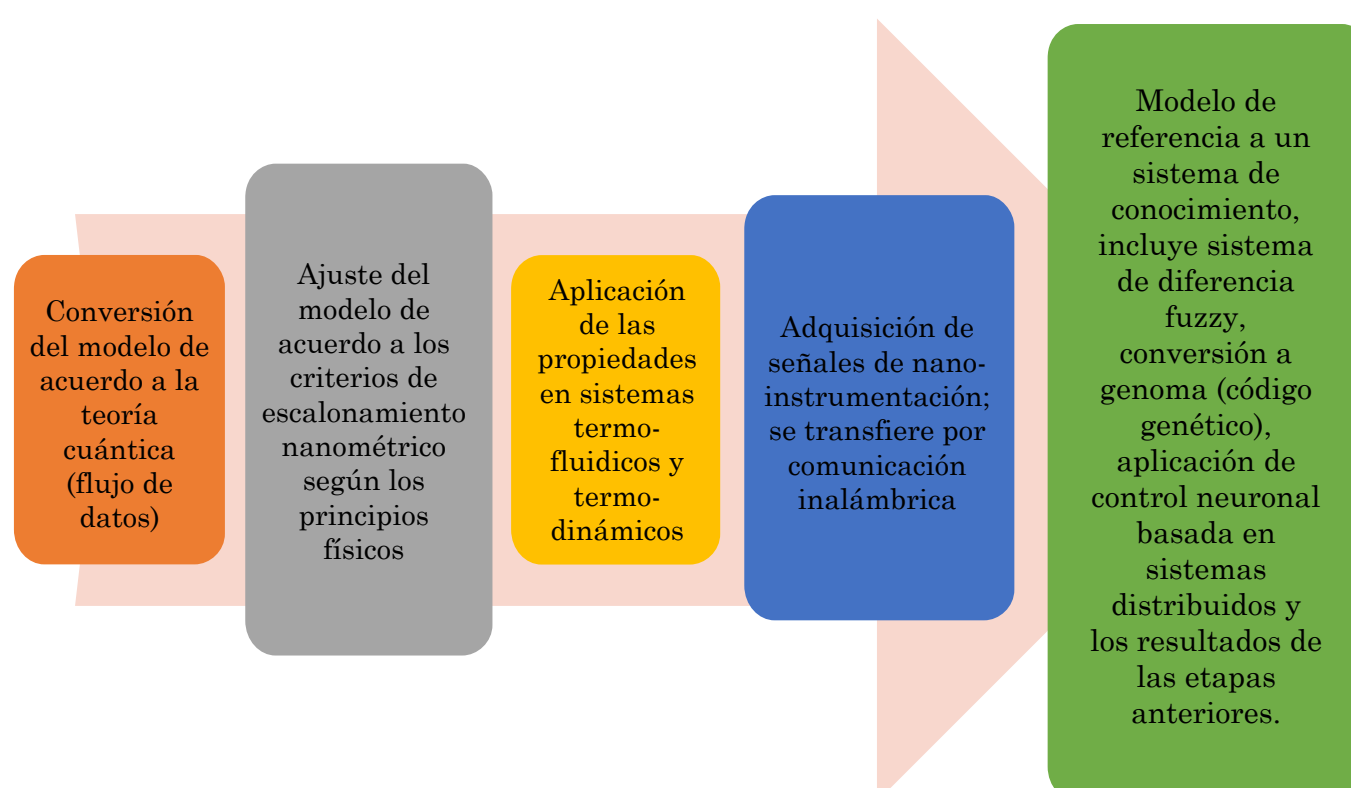 Conversión
del modelo de
acuerdo a la
teoría
cuántica
(flujo de
datos)
Ajuste del
modelo de
acuerdo a los
criterios de
escalonamiento
nanométrico
según los
principios
físicos
Aplicación
de las
propiedades
en sistemas
termo-
fluidicos y
termo-
dinámicos
Adquisición de
señales de nano-
instrumentación;
se transfiere por
comunicación
inalámbrica
Modelo de
referencia a un
sistema de
conocimiento,
incluye sistema
de diferencia
fuzzy,
conversión a
genoma (código
genético),
aplicación de
control neuronal
basada en
sistemas
distribuidos y
los resultados de
las etapas
anteriores.